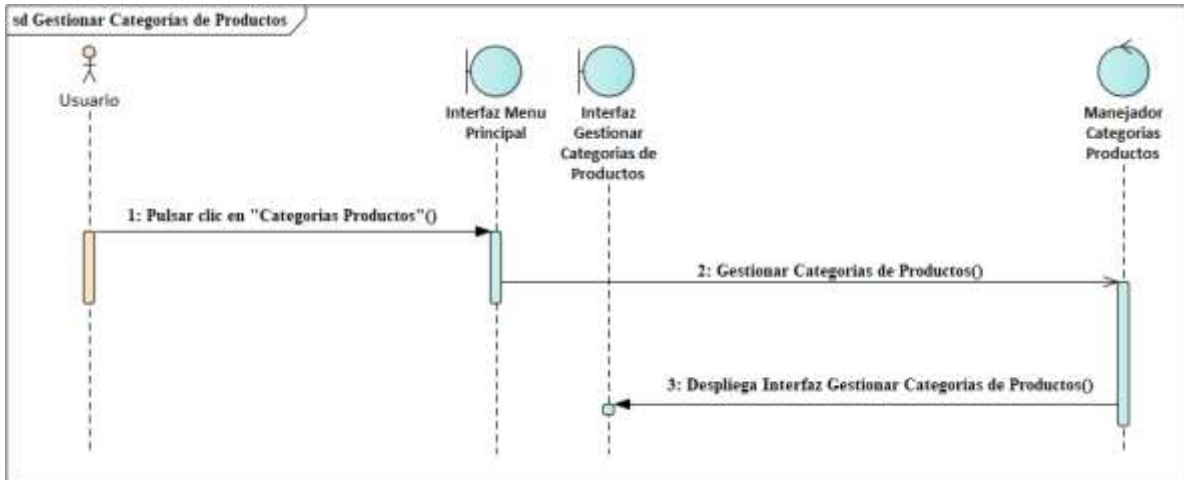 sd Gestionar Categorias de Productos
Usuario
Interfaz Menu
Principal
Interfaz
Gestionar
Categorias de
Productos
Manejador
Categorias
Productos
1: Pulsar clic en "Categorias Productos"()
2: Gestionar Categorias de Productos()
3: Despliega Interfaz Gestionar Categorias de Productos()